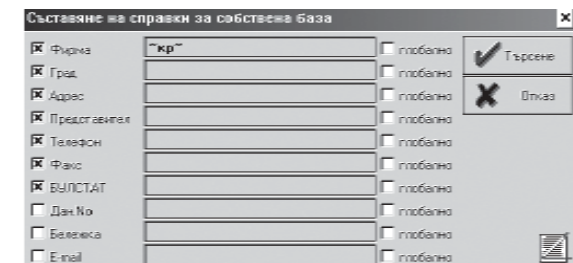 Съставяне на справки за собствена база
Фирма "кр" глобално
Град глобално
Адрес глобално
Представител глобално
Телефон глобално
Факс глобално
БУЛСТАТ глобално
Дан.No глобално
Бележка глобално
E-mail глобално
Търсене
Отказ